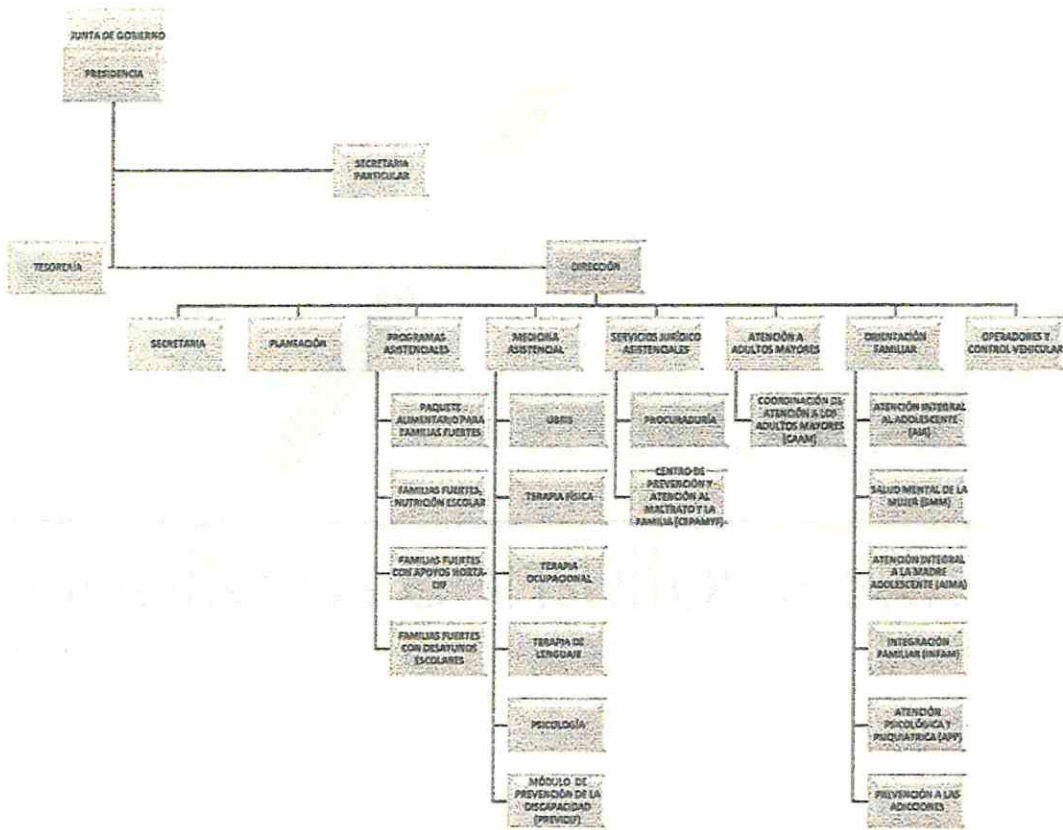 JUNTA DE GOBIERNO
PRESIDENCIA
SECRETARIA
PARTICULAR
TESORERÍA
DIRECCIÓN
SECRETARIA
PLANEACIÓN
PROGRAMAS
ASISTENCIALES
MEDICINA
ASISTENCIAL
SERVICIOS JURÍDICO
ASISTENCIALES
ATENCIÓN A
ADULTOS MAYORES
ORIENTACIÓN
FAMILIAR
OPERADORES Y
CONTROL VEHICULAR
PAQUETE
ALIMENTARIO PARA
FAMILIAS FUERTES
FAMILIAS FUERTES,
NUTRICIÓN ESCOLAR
FAMILIAS FUERTES
CON APOYOS HORTA-
DIF
FAMILIAS FUERTES
CON DESAYUNOS
ESCOLARES
UBRIS
TERAPIA FÍSICA
TERAPIA
OCUPACIONAL
TERAPIA DE
LENGUAJE
PSICOLOGÍA
MÓDULO DE
PREVENCIÓN DE LA
DISCAPACIDAD
(PREVIDIF)
PROCURADURÍA
CENTRO DE
PREVENCIÓN Y
ATENCIÓN AL
MALTRATO Y LA
FAMILIA (CEPAMYF)
COORDINACIÓN DE
ATENCIÓN A LOS
ADULTOS MAYORES
(CAAM)
ATENCIÓN INTEGRAL
AL ADOLESCENTE
(AIA)
SALUD MENTAL DE LA
MUJER (SMM)
ATENCIÓN INTEGRAL
A LA MADRE
ADOLESCENTE (AIMA)
INTEGRACIÓN
FAMILIAR (INFAM)
ATENCIÓN
PSICOLÓGICA Y
PSIQUIATRICA (APP)
PREVENCIÓN A LAS
ADICCIONES